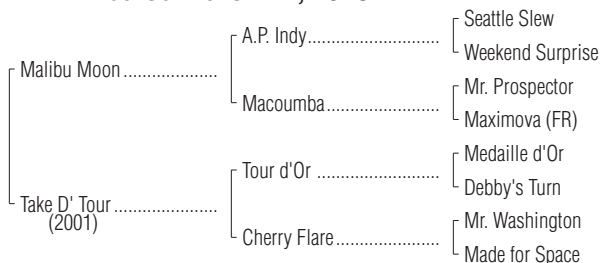 A.P. Indy
Seattle Slew
Weekend Surprise
Malibu Moon
Macoumba
Mr. Prospector
Maximova (FR)
Tour d'Or
Medaille d'Or
Debby's Turn
Take D' Tour
(2001)
Cherry Flare
Mr. Washington
Made for Space